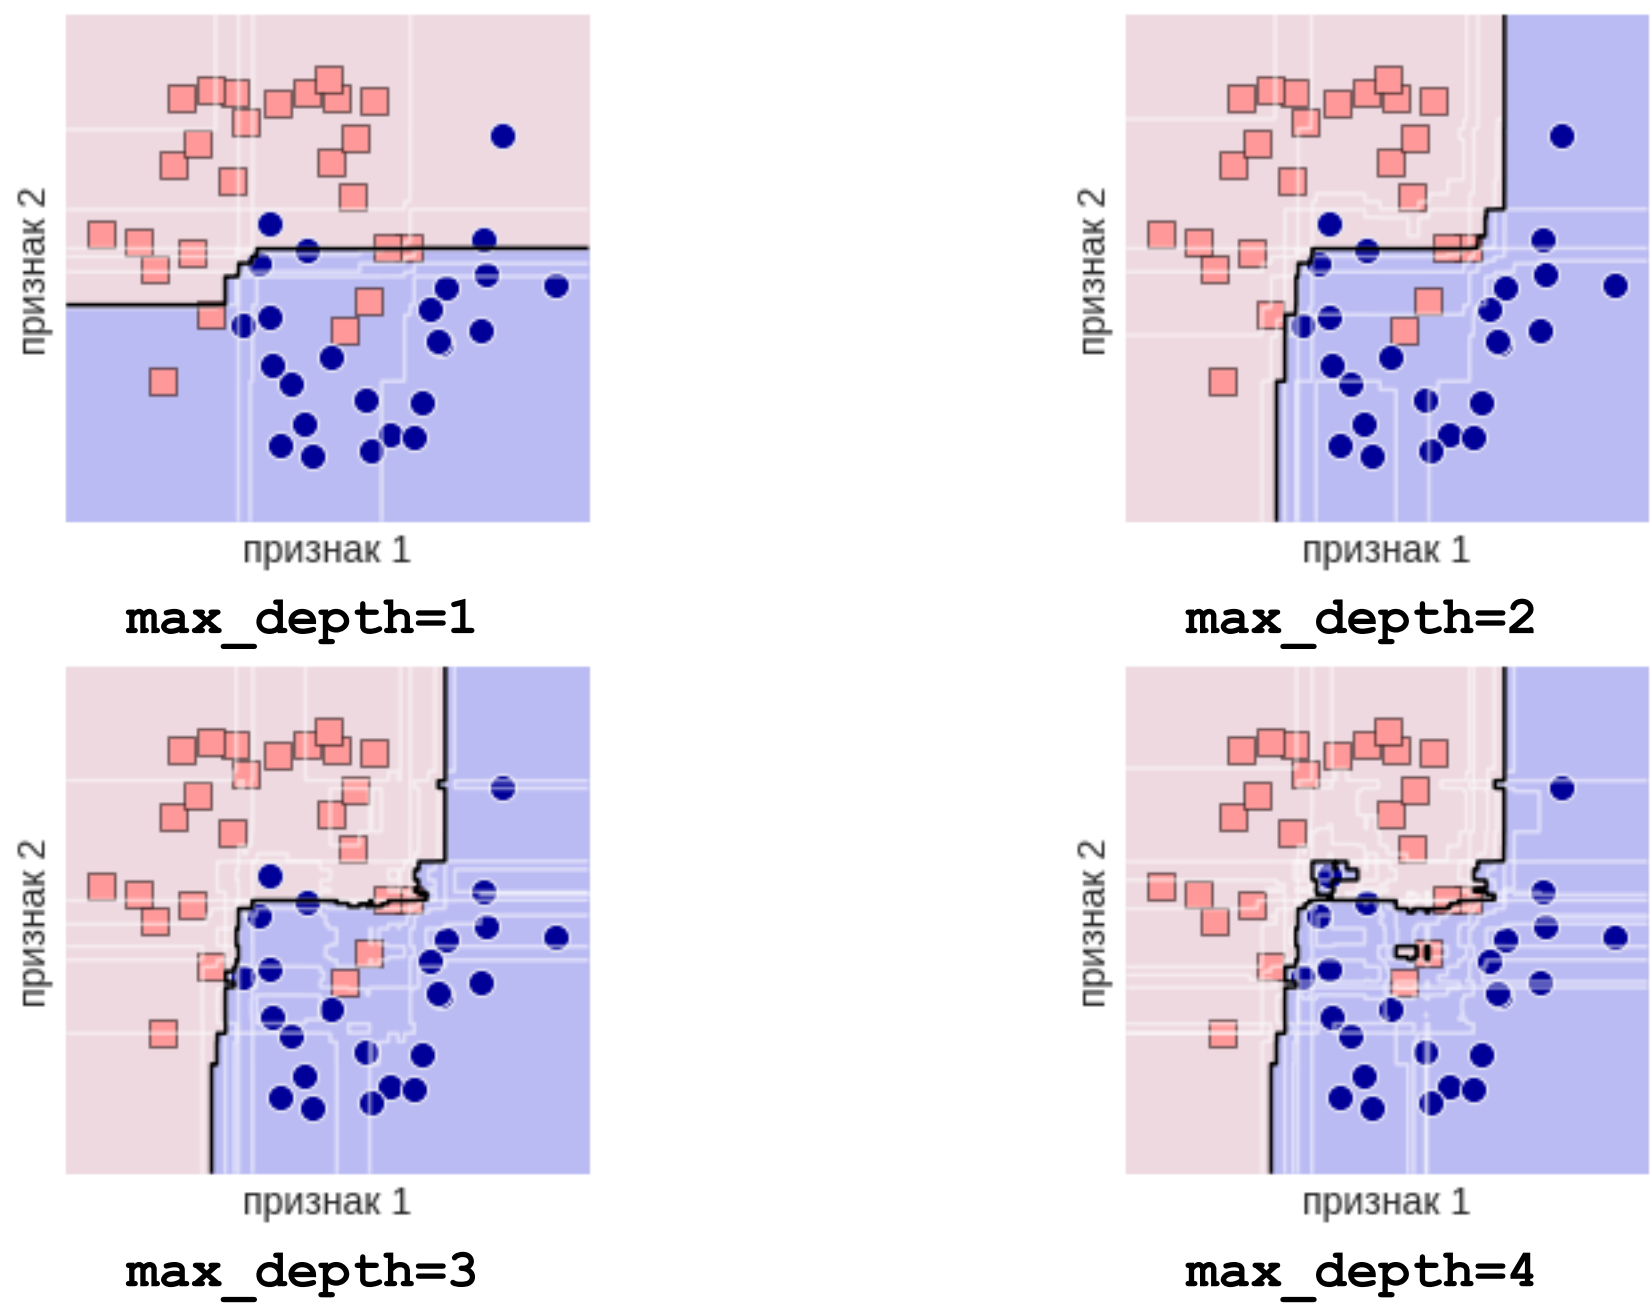 признак 2
признак 1
max_depth=1
признак 2
признак 1
max_depth=2
признак 2
признак 1
max_depth=3
признак 2
признак 1
max_depth=4